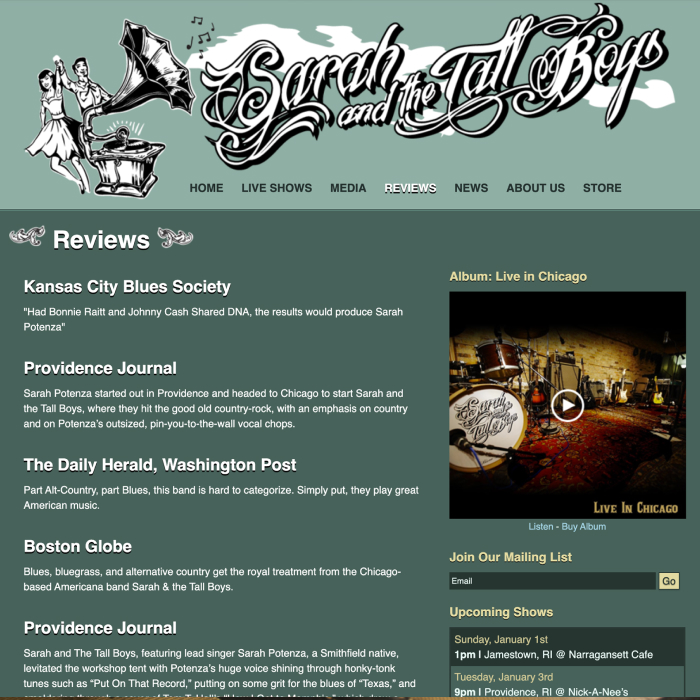 Sarah and the Tall Boys
HOME LIVE SHOWS MEDIA REVIEWS NEWS ABOUT US STORE
Reviews
Kansas City Blues Society
"Had Bonnie Raitt and Johnny Cash Shared DNA, the results would produce Sarah
Potenza"
Providence Journal
Sarah Potenza started out in Providence and headed to Chicago to start Sarah and
the Tall Boys, where they hit the good old country-rock, with an emphasis on country
and on Potenza's outsized, pin-you-to-the-wall vocal chops.
The Daily Herald, Washington Post
Part Alt-Country, part Blues, this band is hard to categorize. Simply put, they play great
American music.
Boston Globe
Blues, bluegrass, and alternative country get the royal treatment from the Chicago-
based Americana band Sarah & the Tall Boys.
Providence Journal
Sarah and The Tall Boys, featuring lead singer Sarah Potenza, a Smithfield native,
levitated the workshop tent with Potenza's huge voice shining through honky-tonk
tunes such as “Put On That Record,” putting on some grit for the blues of “Texas,” and
Album: Live in Chicago
Sarah and the Tall Boys
LIVE IN CHICAGO
Listen - Buy Album
Join Our Mailing List
Email Go
Upcoming Shows
Sunday, January 1st
1pm | Jamestown, RI @ Narragansett Cafe
Tuesday, January 3rd
9pm | Providence, RI @ Nick-A-Nee's